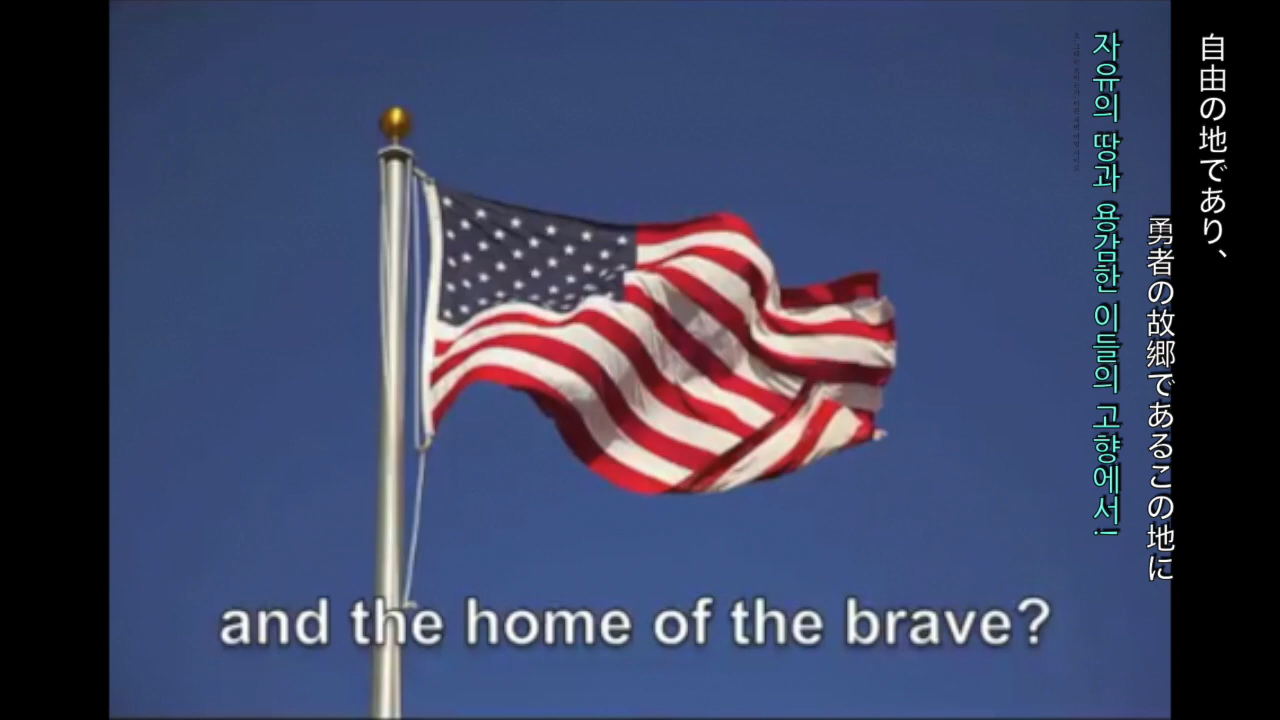 自由の地であり、
勇者の故郷であるこの地に
자유의 땅과 용감한 이들의 고향에서!
and the home of the brave?